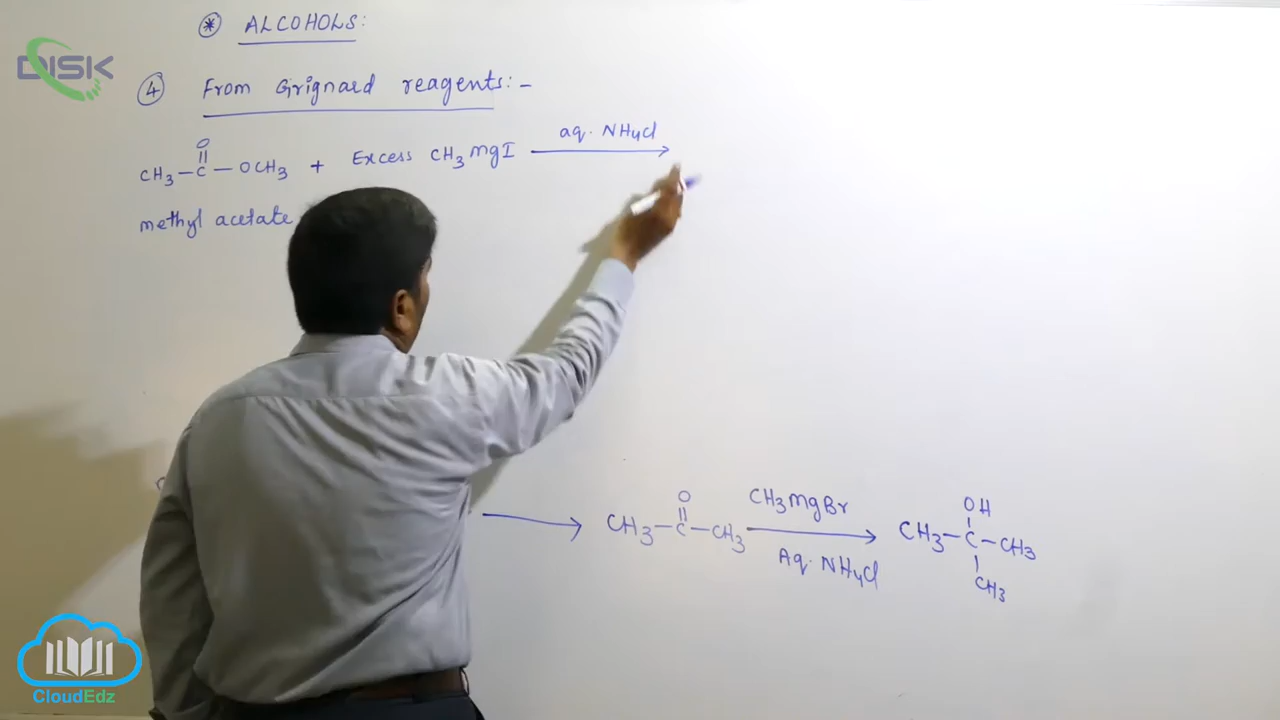 DISK
* ALCOHOLS:
4 From Grignard reagents:-
O
CH3-C-OCH3 + Excess CH3MgI
aq. NH4Cl
methyl acetate
O
CH3-C-CH3
CH3MgBr
Aq. NH4Cl
OH
CH3-C-CH3
CH3
CloudEdz